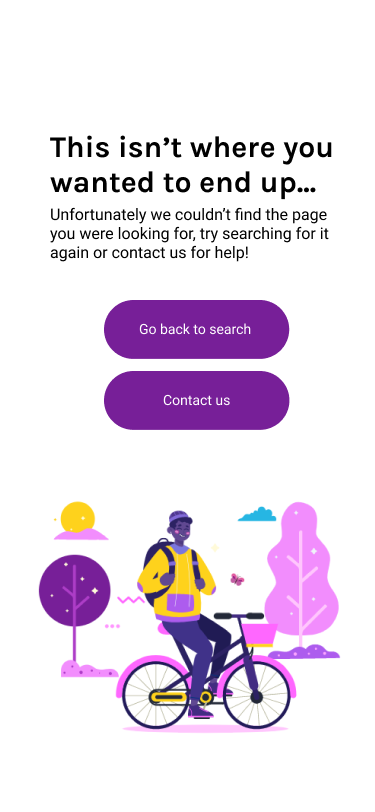 This isn’t where you
wanted to end up...
Unfortunately we couldn’t find the page
you were looking for, try searching for it
again or contact us for help!
Go back to search
Contact us